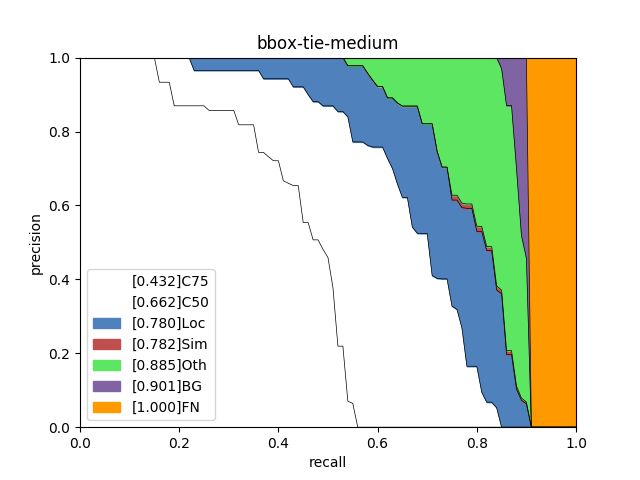 bbox-tie-medium
precision
1.0
0.8
0.6
0.4
0.2
0.0
[0.432]C75
[0.662]C50
[0.780]Loc
[0.782]Sim
[0.885]Oth
[0.901]BG
[1.000]FN
0.0 0.2 0.4 0.6 0.8 1.0
recall